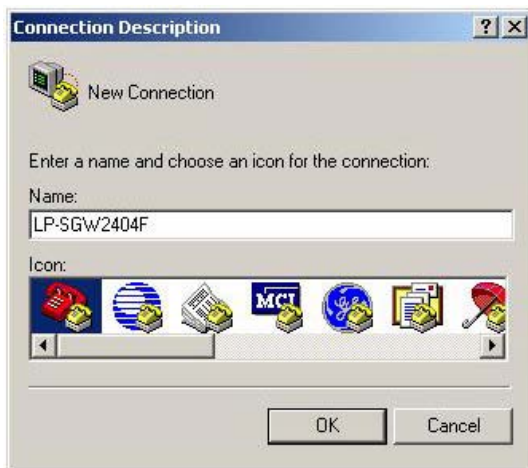 Connection Description
New Connection
Enter a name and choose an icon for the connection:
Name:
LP-SGW2404F
Icon:
MCI
OK
Cancel